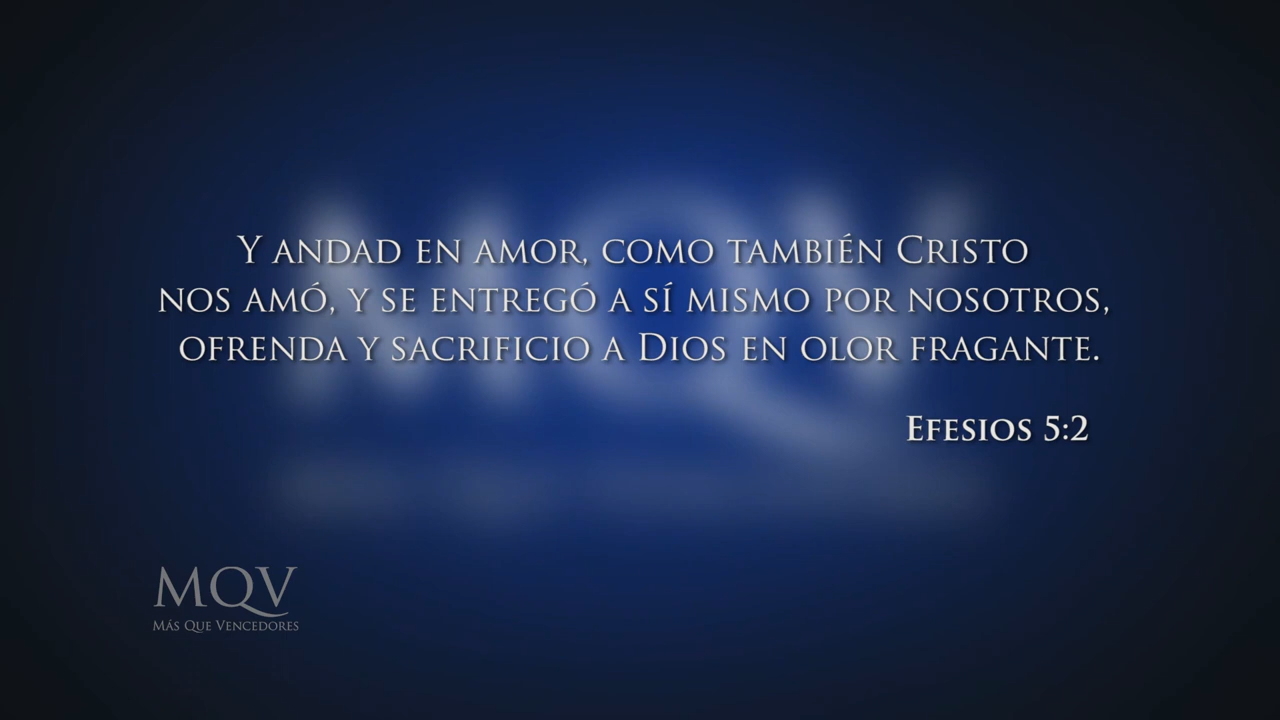 Y andad en amor, como también Cristo
nos amó, y se entregó a sí mismo por nosotros,
ofrenda y sacrificio a Dios en olor fragante.
Efesios 5:2
MQV
Más Que Vencedores